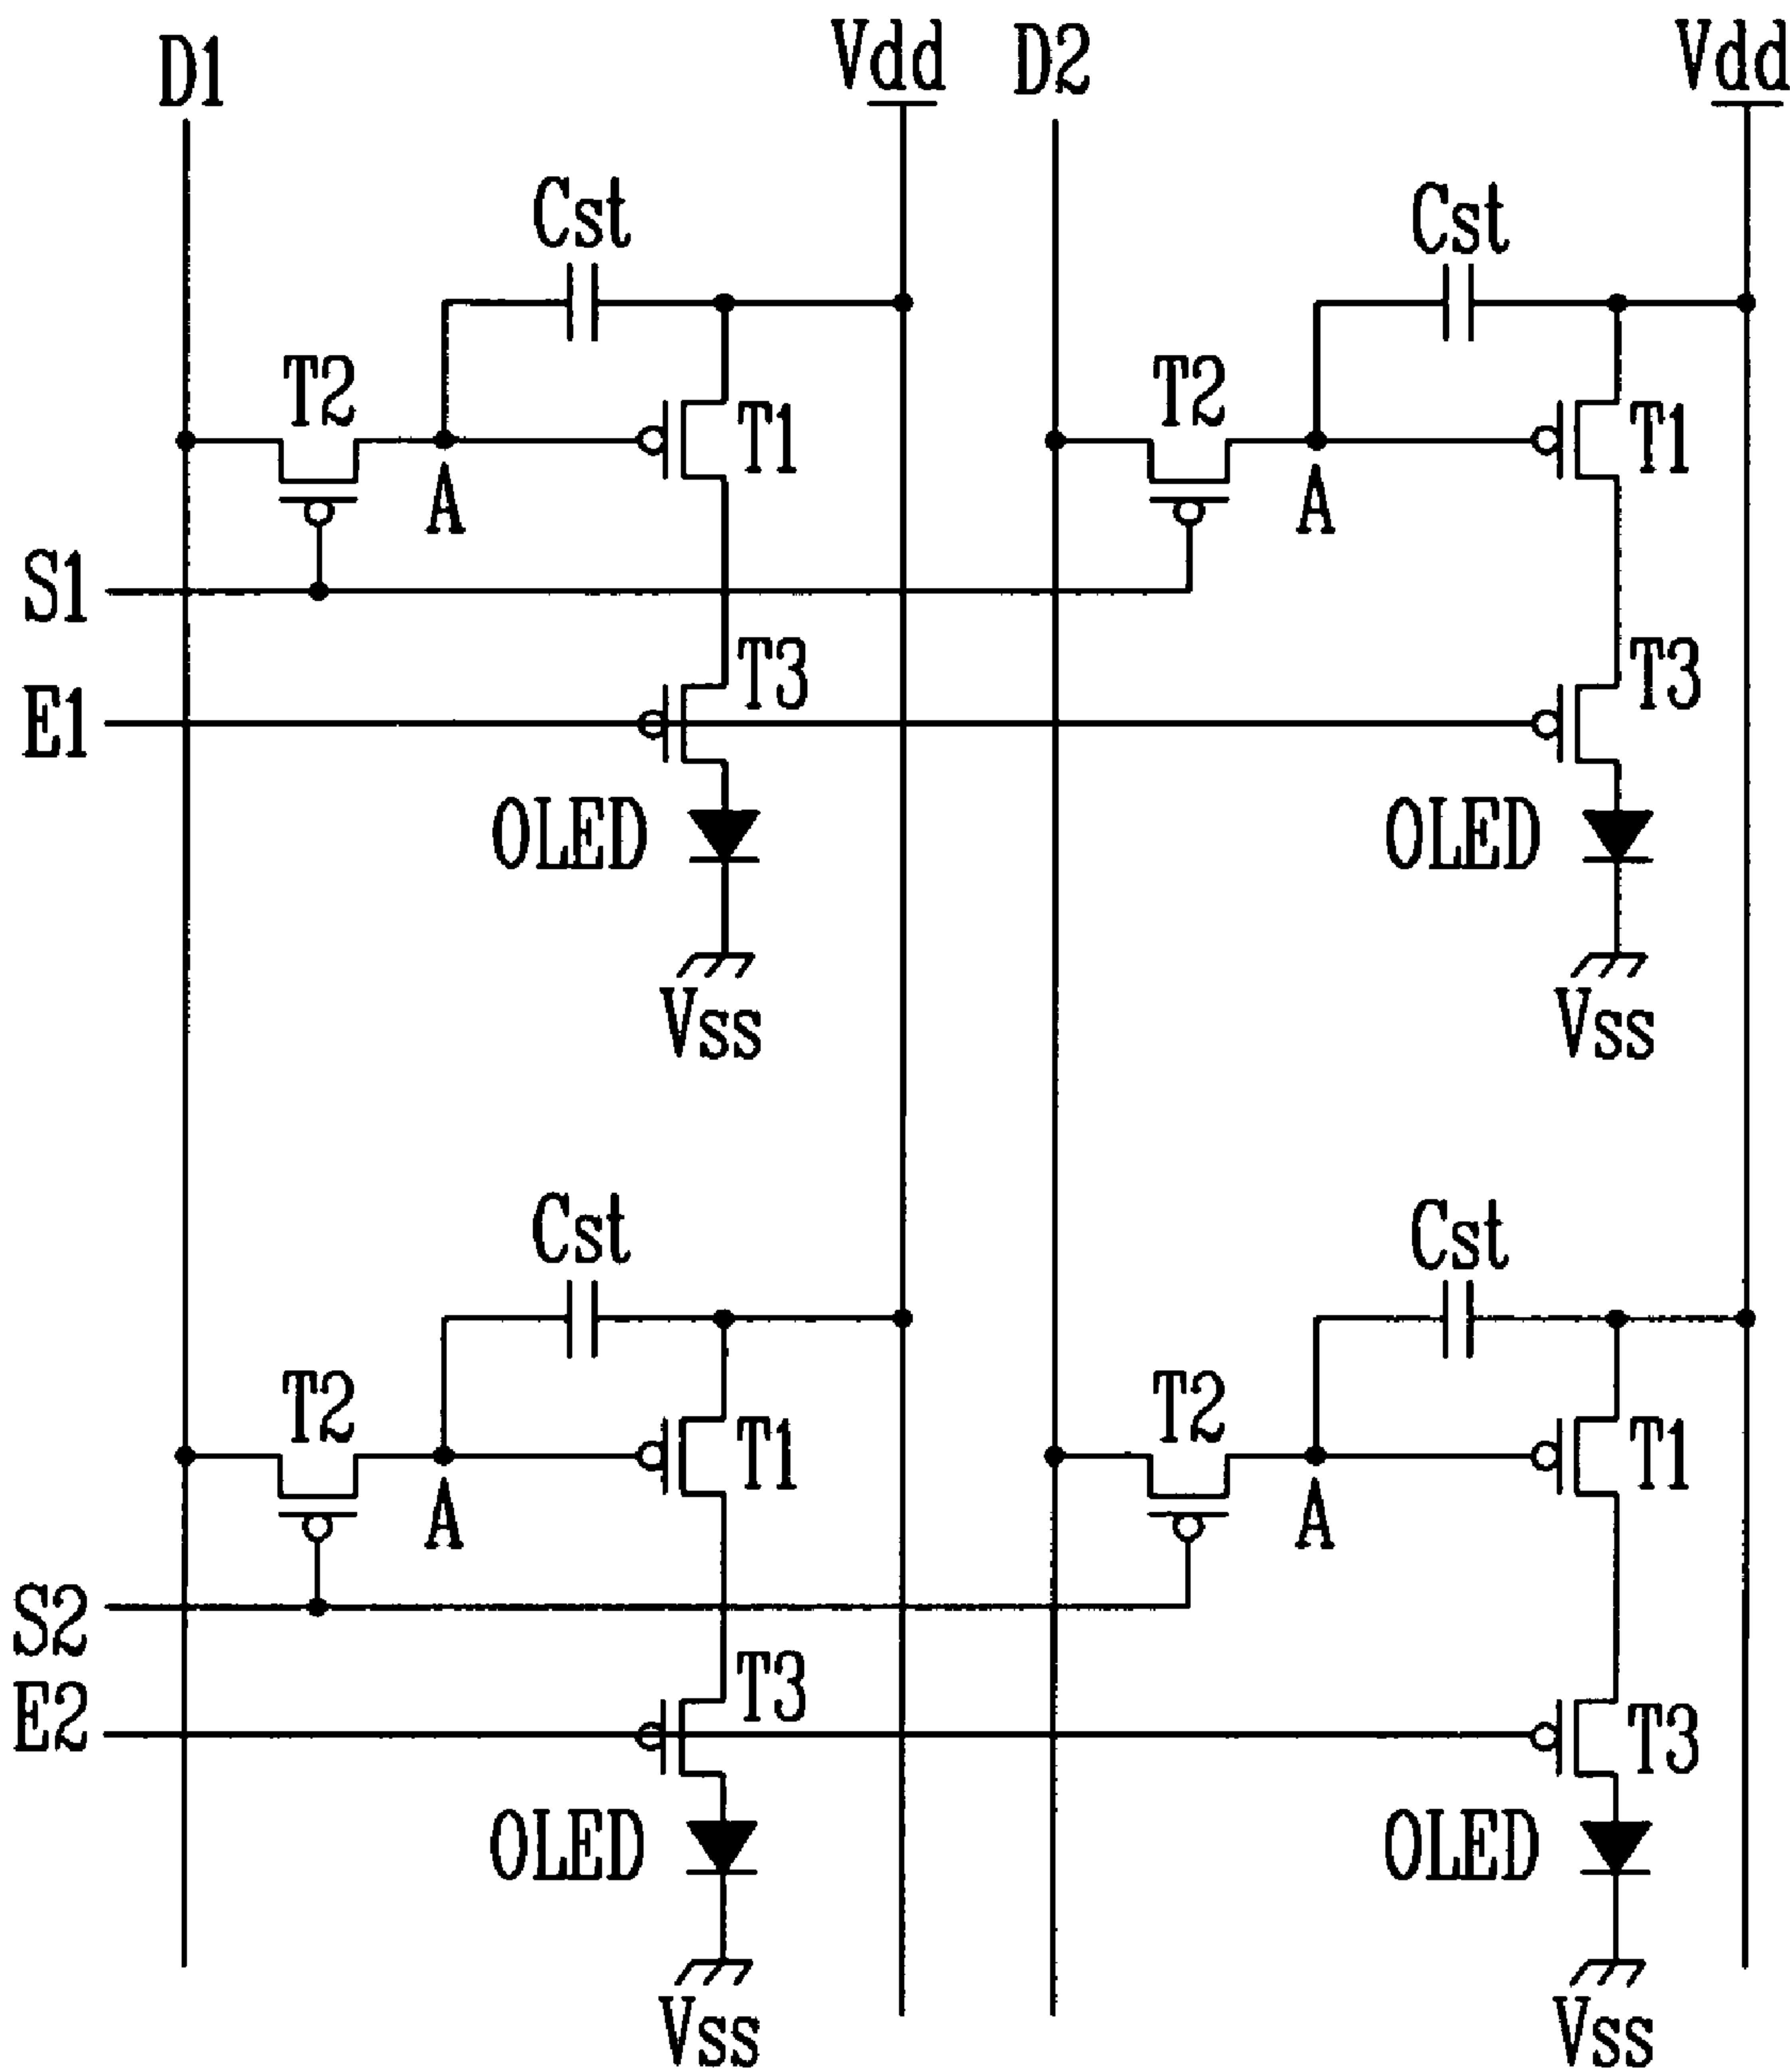 D1 Vdd D2 Vdd
Cst Cst
T2 T1 T2 T1
A A
S1
T3 T3
E1
OLED OLED
Vss Vss
Cst Cst
T2 T1 T2 T1
A A
S2
T3 T3
E2
OLED OLED
Vss Vss